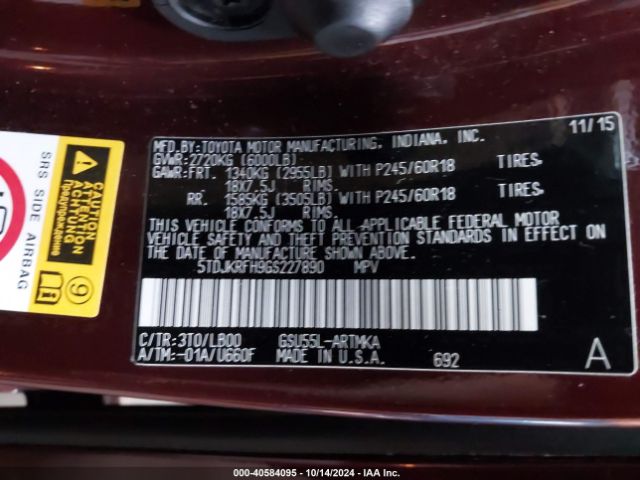 MFD.BY:TOYOTA MOTOR MANUFACTURING, INDIANA, INC. 11/15
GVWR:2720KG (6000LB)
GAWR:FRT. 1340KG (2955LB) WITH P245/60R18 TIRES.
18X7.5J RIMS.
RR. 1585KG (3505LB) WITH P245/60R18 TIRES.
18X7.5J RIMS.
THIS VEHICLE CONFORMS TO ALL APPLICABLE FEDERAL MOTOR
VEHICLE SAFETY AND THEFT PREVENTION STANDARDS IN EFFECT ON
THE DATE OF MANUFACTURE SHOWN ABOVE.
5TDJKRFH9GS227890 MPV
C/TR:3T0/LB00 GSU55L-ARTMKA
A/TM:-01A/U660F MADE IN U.S.A. 692 A
SRS SIDE AIRBAG
CAUTION
ACHTUNG
Предупреждение
9
000-40584095 - 10/14/2024 - IAA Inc.